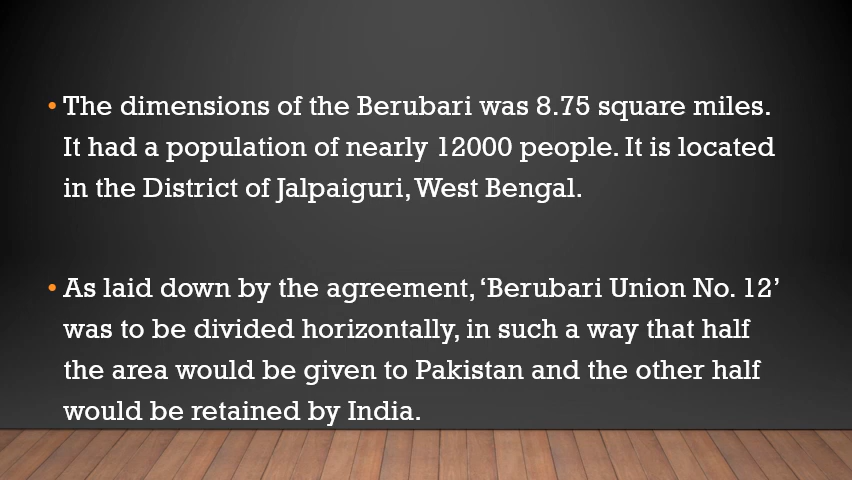 • The dimensions of the Berubari was 8.75 square miles.
It had a population of nearly 12000 people. It is located
in the District of Jalpaiguri, West Bengal.
• As laid down by the agreement, ‘Berubari Union No. 12’
was to be divided horizontally, in such a way that half
the area would be given to Pakistan and the other half
would be retained by India.